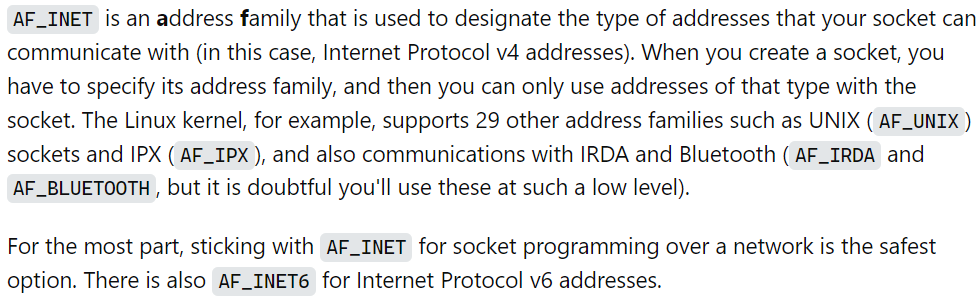 AF_INET is an address family that is used to designate the type of addresses that your socket can
communicate with (in this case, Internet Protocol v4 addresses). When you create a socket, you
have to specify its address family, and then you can only use addresses of that type with the
socket. The Linux kernel, for example, supports 29 other address families such as UNIX (AF_UNIX)
sockets and IPX (AF_IPX), and also communications with IRDA and Bluetooth (AF_IRDA and
AF_BLUETOOTH, but it is doubtful you'll use these at such a low level).
For the most part, sticking with AF_INET for socket programming over a network is the safest
option. There is also AF_INET6 for Internet Protocol v6 addresses.